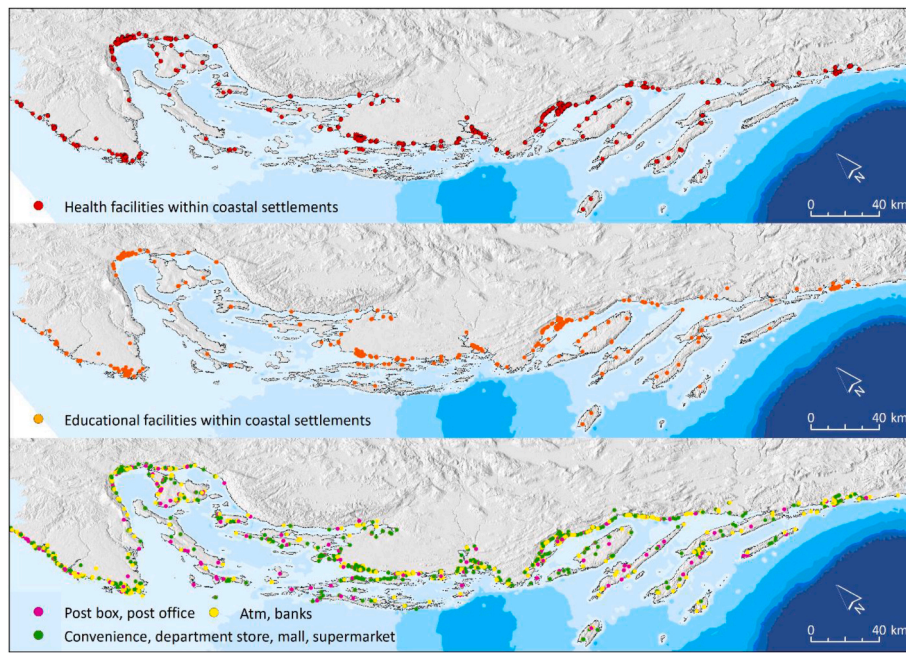 Health facilities within coastal settlements
N
0 40 km
Educational facilities within coastal settlements
N
0 40 km
Post box, post office Atm, banks
Convenience, department store, mall, supermarket
N
0 40 km